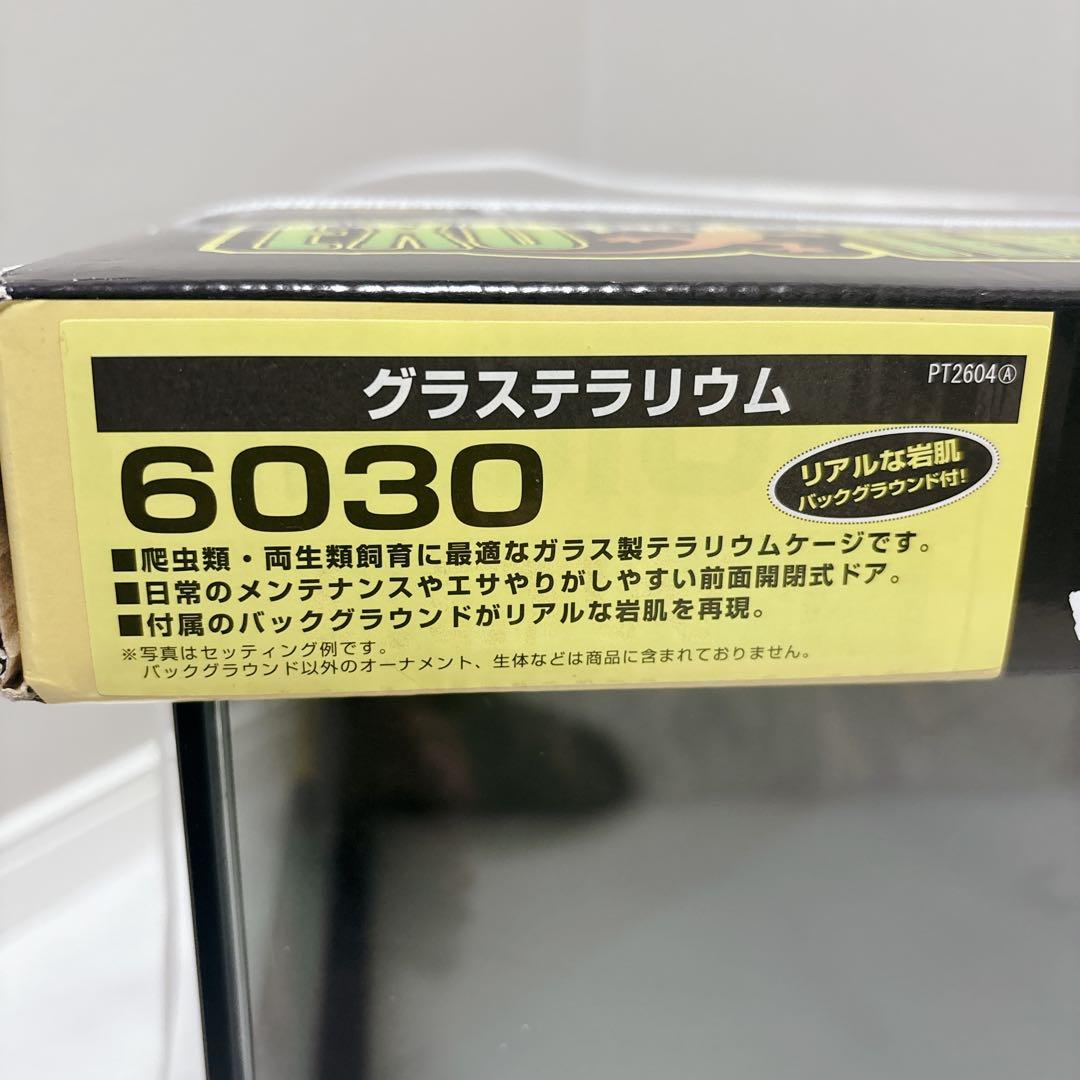 EXO
グラステラリウム
PT2604Ⓐ
6030
リアルな岩肌
バックグラウンド付!
■爬虫類・両生類飼育に最適なガラス製テラリウムケージです。
■日常のメンテナンスやエサやりがしやすい前面開閉式ドア。
■付属のバックグラウンドがリアルな岩肌を再現。
※写真はセッティング例です。
バックグラウンド以外のオーナメント、生体などは商品に含まれておりません。